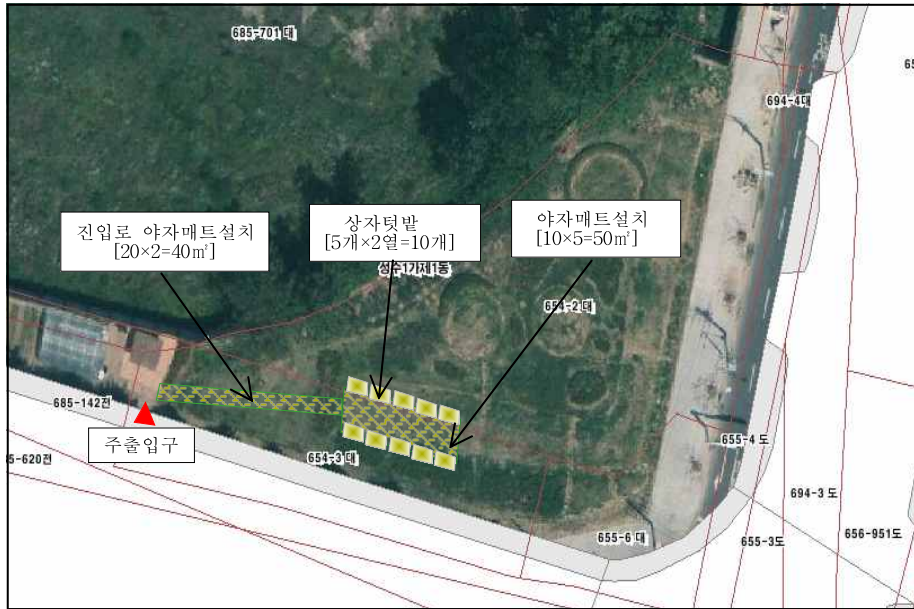 685-701 대
694-4대
65
진입로 야자매트설치
[20×2=40㎡]
상자텃밭
[5개×2열=10개]
야자매트설치
[10×5=50㎡]
성수1가제1동
654-2 대
685-142전
주출입구
5-620전
654-3 대
655-4 도
694-3 도
655-6 대
655-3도
656-951도